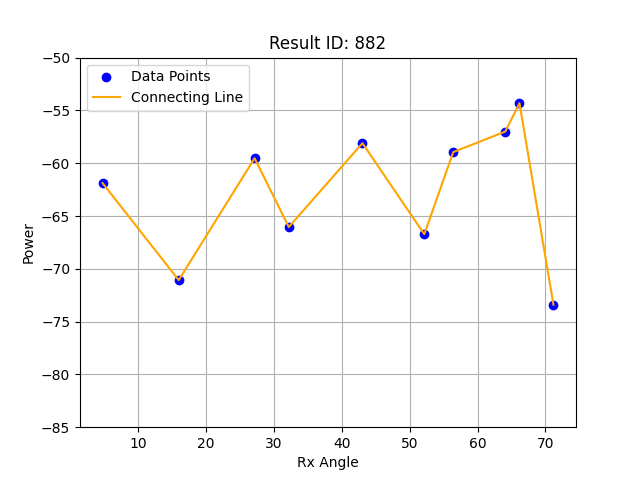 Result ID: 882
Data Points
Connecting Line
−50
−55
−60
−65
−70
−75
−80
−85
Power
10 20 30 40 50 60 70
Rx Angle